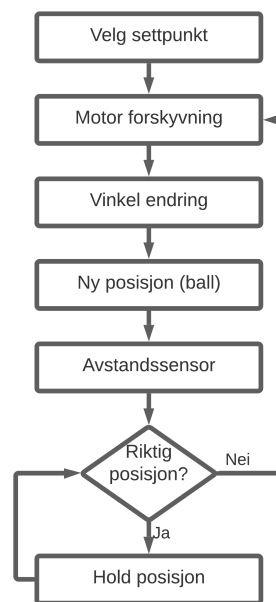 Velg settpunkt
Motor forskyvning
Vinkel endring
Ny posisjon (ball)
Avstandssensor
Riktig
posisjon?
Nei
Ja
Hold posisjon